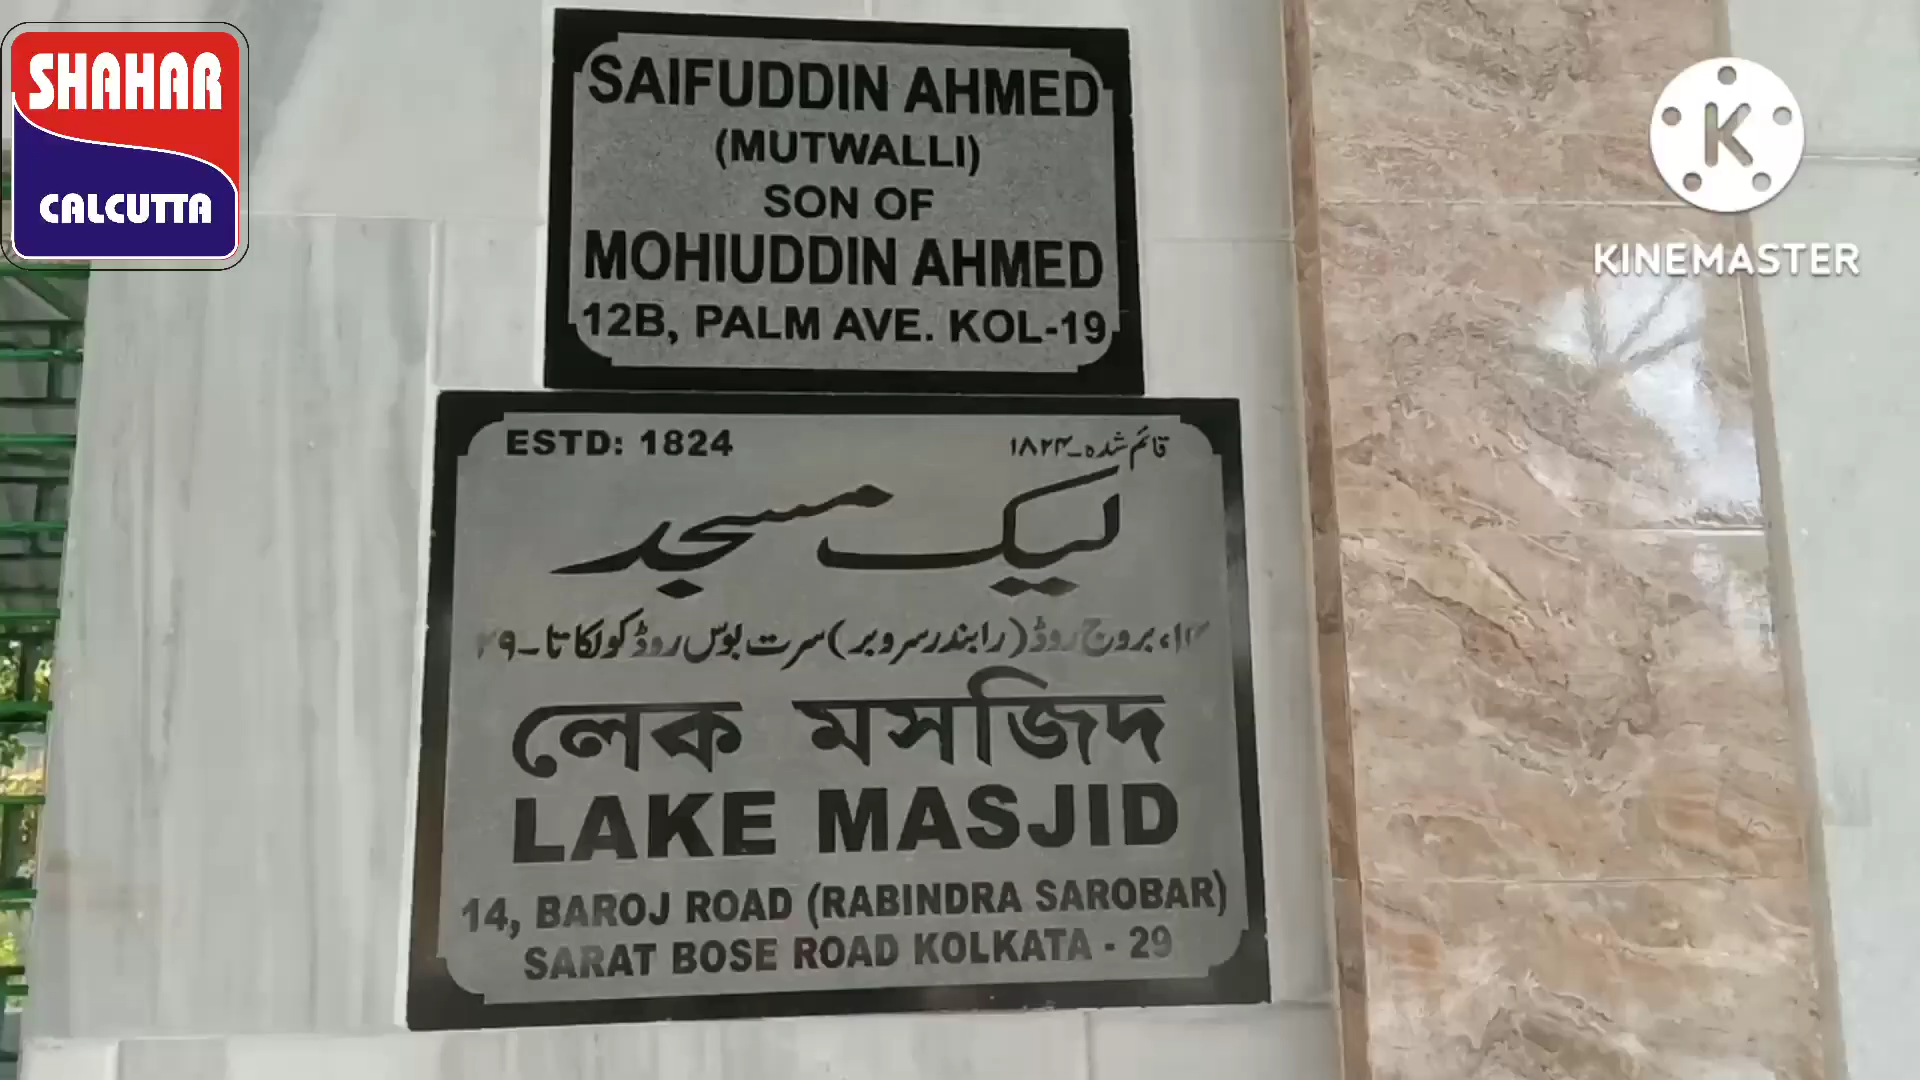 SHAHAR
CALCUTTA
KINEMASTER
SAIFUDDIN AHMED
(MUTWALLI)
SON OF
MOHIUDDIN AHMED
12B, PALM AVE. KOL-19
ESTD: 1824
قائم شدہ۔۱۸۲۴
لیک مسجد
۱۴، بروج روڈ (رابندر سروبر) سرت بوس روڈ کولکاتا۔۲۹
লেক মসজিদ
LAKE MASJID
14, BAROJ ROAD (RABINDRA SAROBAR)
SARAT BOSE ROAD KOLKATA - 29